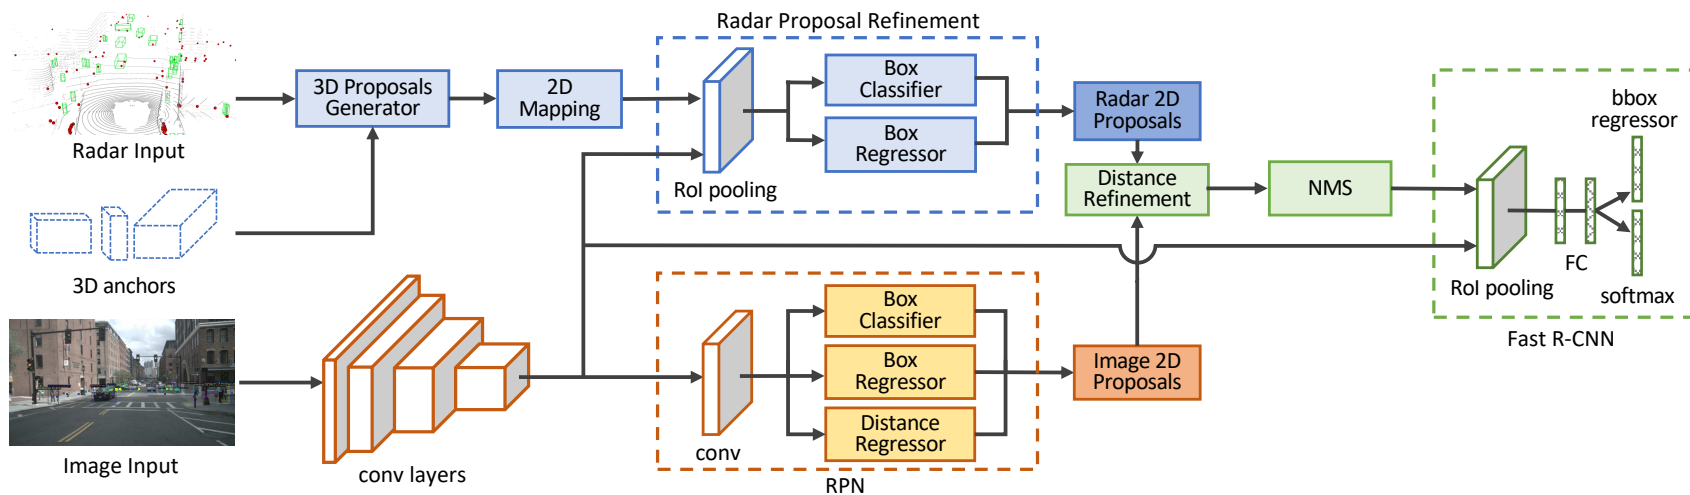 Radar Proposal Refinement
Radar Input
3D Proposals
Generator
2D
Mapping
RoI pooling
Box
Classifier
Box
Regressor
Radar 2D
Proposals
Distance
Refinement
NMS
bbox
regressor
FC
RoI pooling
softmax
Fast R-CNN
3D anchors
Image Input
conv layers
conv
Box
Classifier
Box
Regressor
Distance
Regressor
RPN
Image 2D
Proposals